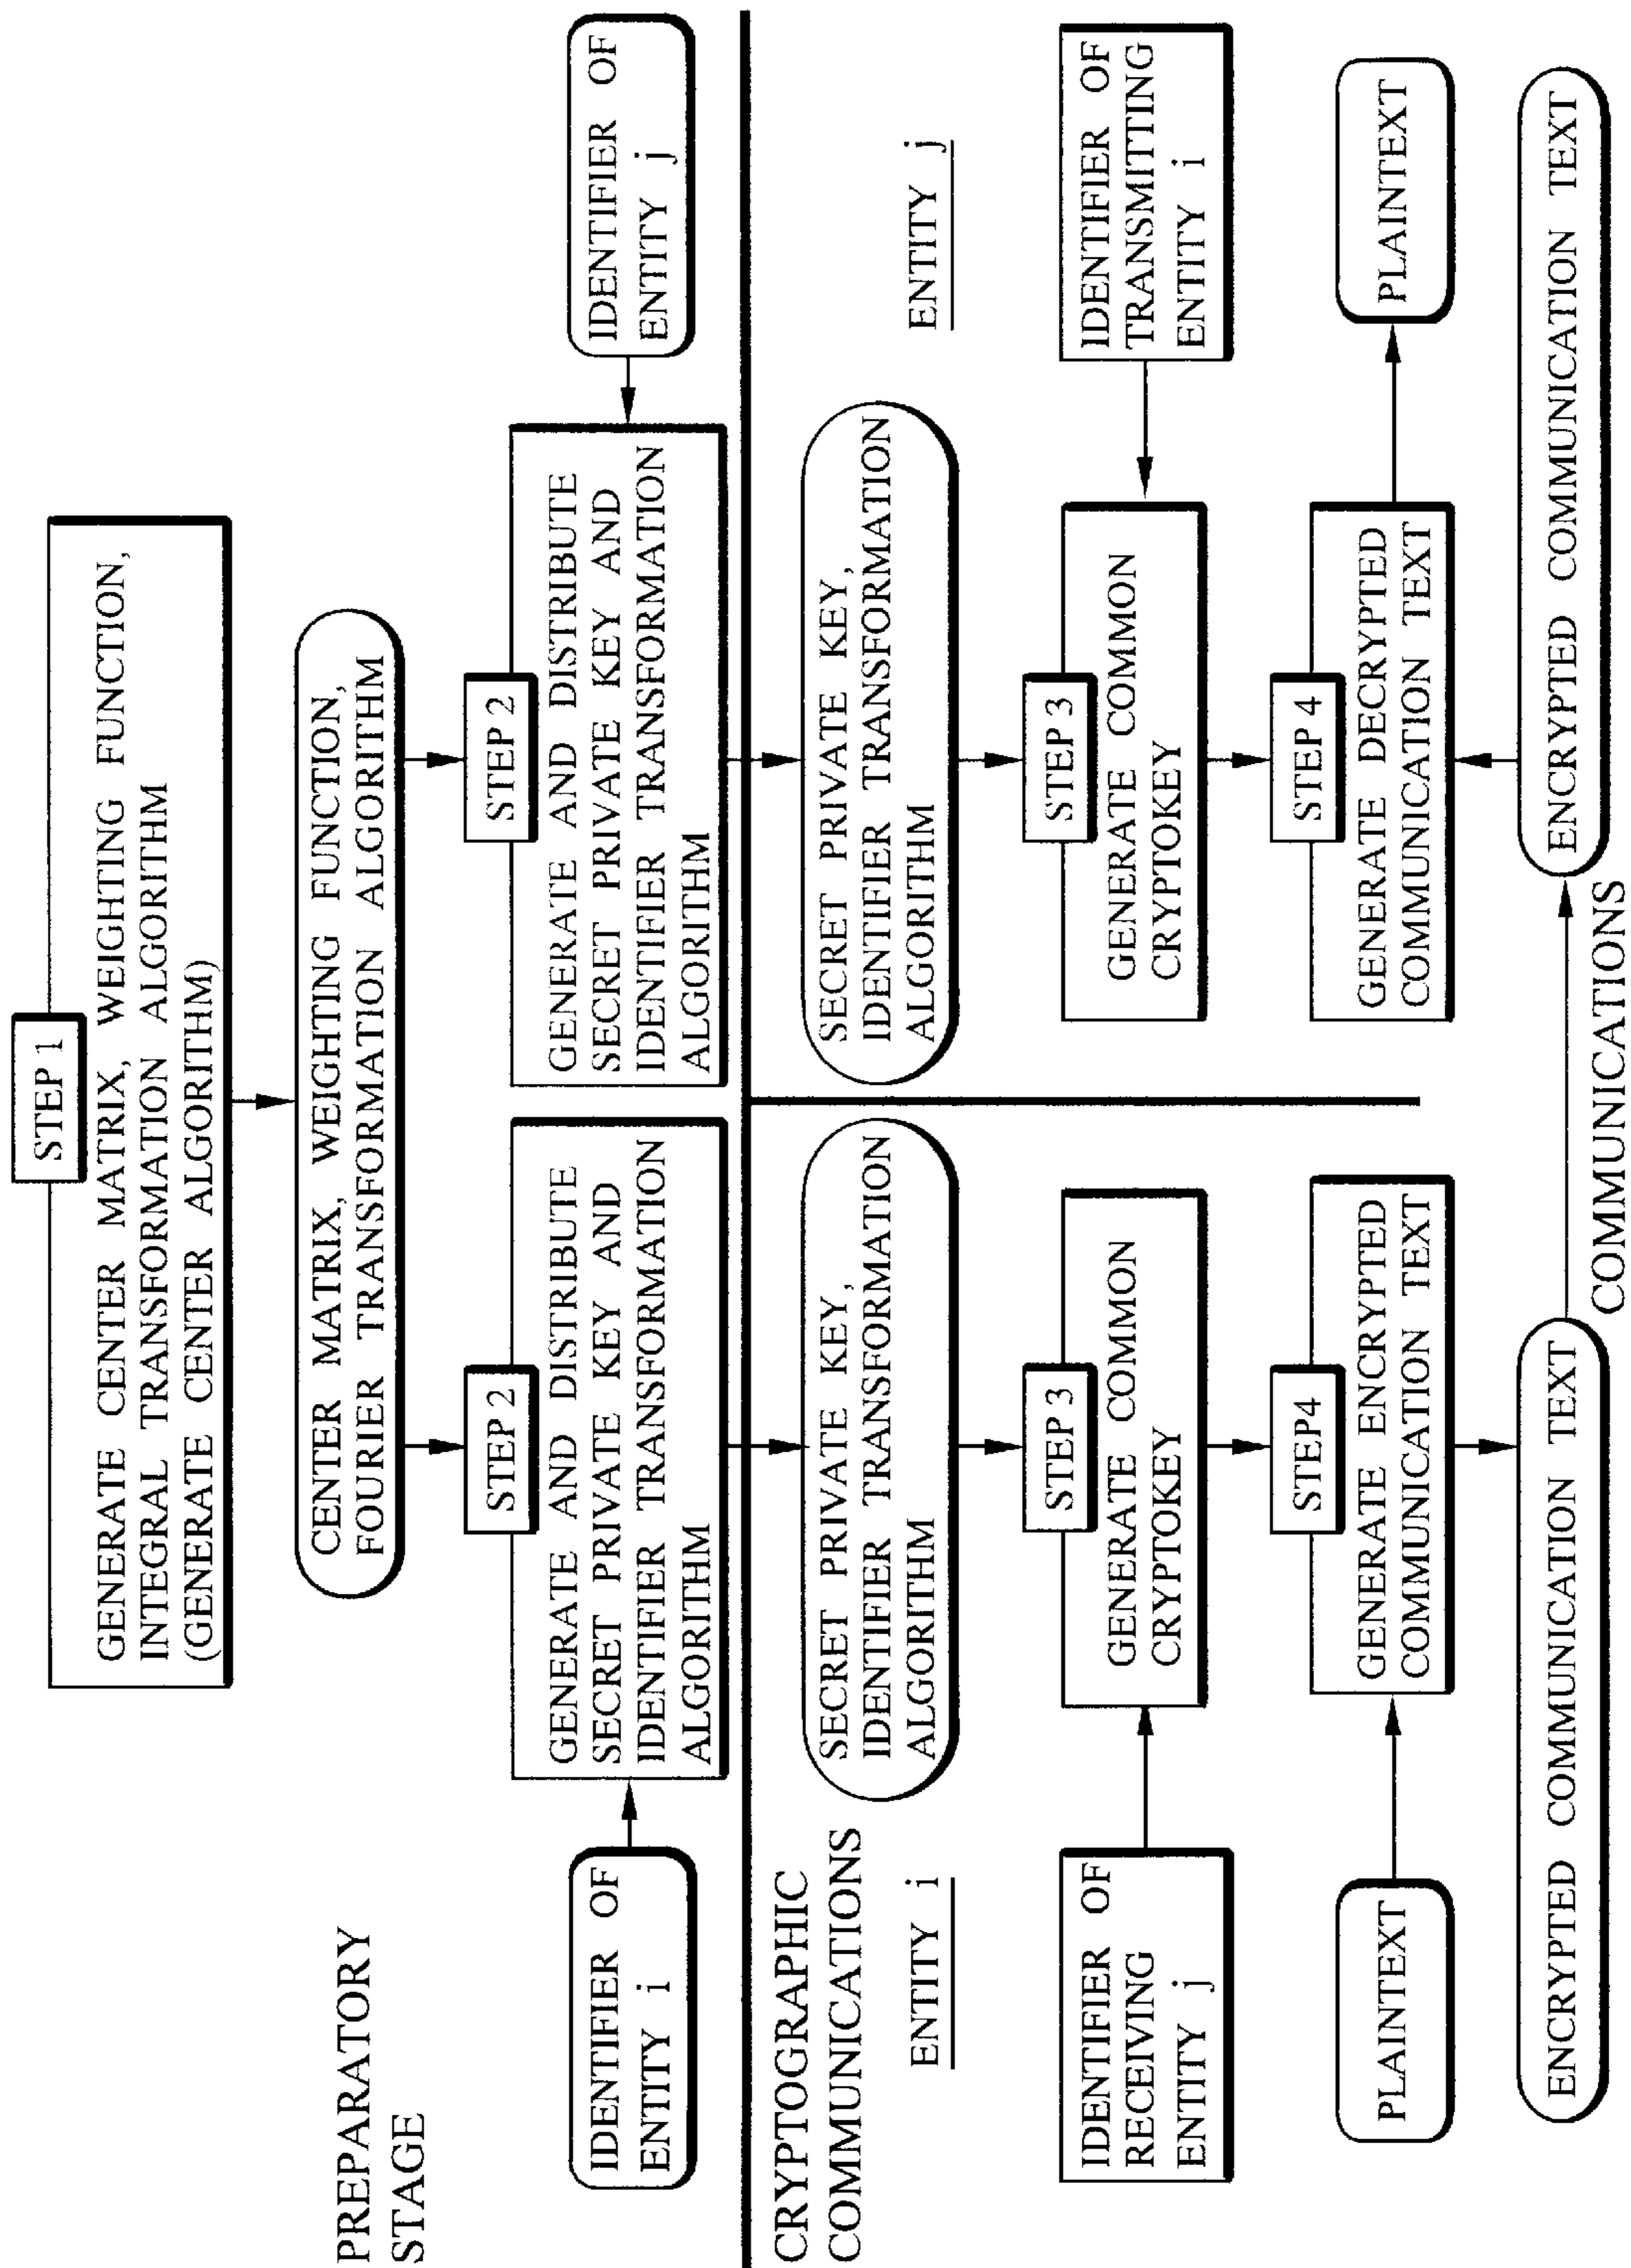 STEP 1
GENERATE CENTER MATRIX, WEIGHTING FUNCTION,
INTEGRAL TRANSFORMATION ALGORITHM
(GENERATE CENTER ALGORITHM)
PREPARATORY
STAGE
CENTER MATRIX, WEIGHTING FUNCTION,
FOURIER TRANSFORMATION ALGORITHM
IDENTIFIER OF
ENTITY i
STEP 2
GENERATE AND DISTRIBUTE
SECRET PRIVATE KEY AND
IDENTIFIER TRANSFORMATION
ALGORITHM
STEP 2
GENERATE AND DISTRIBUTE
SECRET PRIVATE KEY AND
IDENTIFIER TRANSFORMATION
ALGORITHM
IDENTIFIER OF
ENTITY j
CRYPTOGRAPHIC
COMMUNICATIONS
ENTITY i
SECRET PRIVATE KEY,
IDENTIFIER TRANSFORMATION
ALGORITHM
SECRET PRIVATE KEY,
IDENTIFIER TRANSFORMATION
ALGORITHM
ENTITY j
IDENTIFIER OF
RECEIVING
ENTITY j
STEP 3
GENERATE COMMON
CRYPTOKEY
STEP 3
GENERATE COMMON
CRYPTOKEY
IDENTIFIER OF
TRANSMITTING
ENTITY i
PLAINTEXT
STEP4
GENERATE ENCRYPTED
COMMUNICATION TEXT
STEP 4
GENERATE DECRYPTED
COMMUNICATION TEXT
PLAINTEXT
ENCRYPTED COMMUNICATION TEXT
COMMUNICATIONS
ENCRYPTED COMMUNICATION TEXT